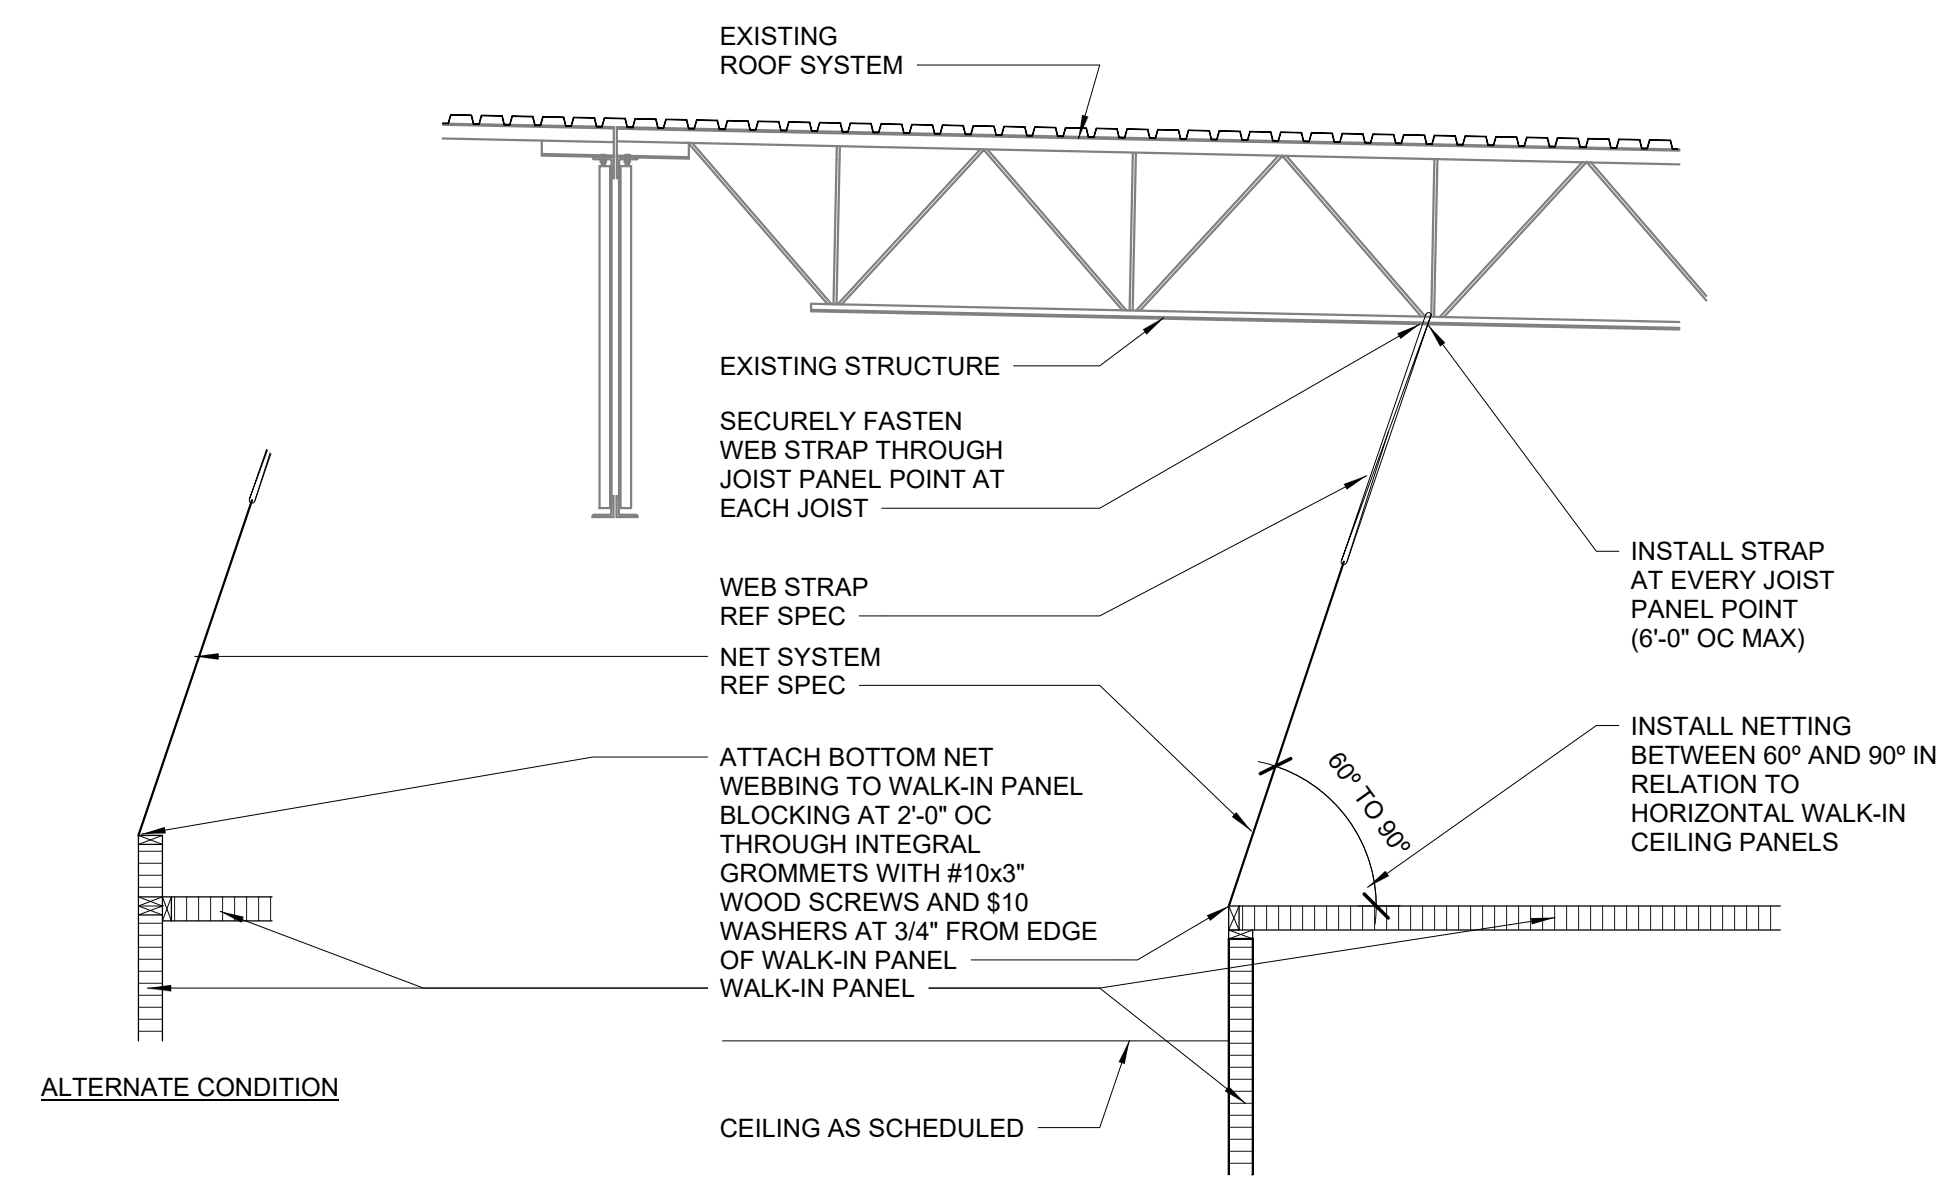 EXISTING
ROOF SYSTEM
EXISTING STRUCTURE
SECURELY FASTEN
WEB STRAP THROUGH
JOIST PANEL POINT AT
EACH JOIST
WEB STRAP
REF SPEC
NET SYSTEM
REF SPEC
ATTACH BOTTOM NET
WEBBING TO WALK-IN PANEL
BLOCKING AT 2'-0" OC
THROUGH INTEGRAL
GROMMETS WITH #10x3"
WOOD SCREWS AND $10
WASHERS AT 3/4" FROM EDGE
OF WALK-IN PANEL
WALK-IN PANEL
CEILING AS SCHEDULED
INSTALL STRAP
AT EVERY JOIST
PANEL POINT
(6'-0" OC MAX)
INSTALL NETTING
BETWEEN 60º AND 90º IN
RELATION TO
HORIZONTAL WALK-IN
CEILING PANELS
60º TO 90º
ALTERNATE CONDITION